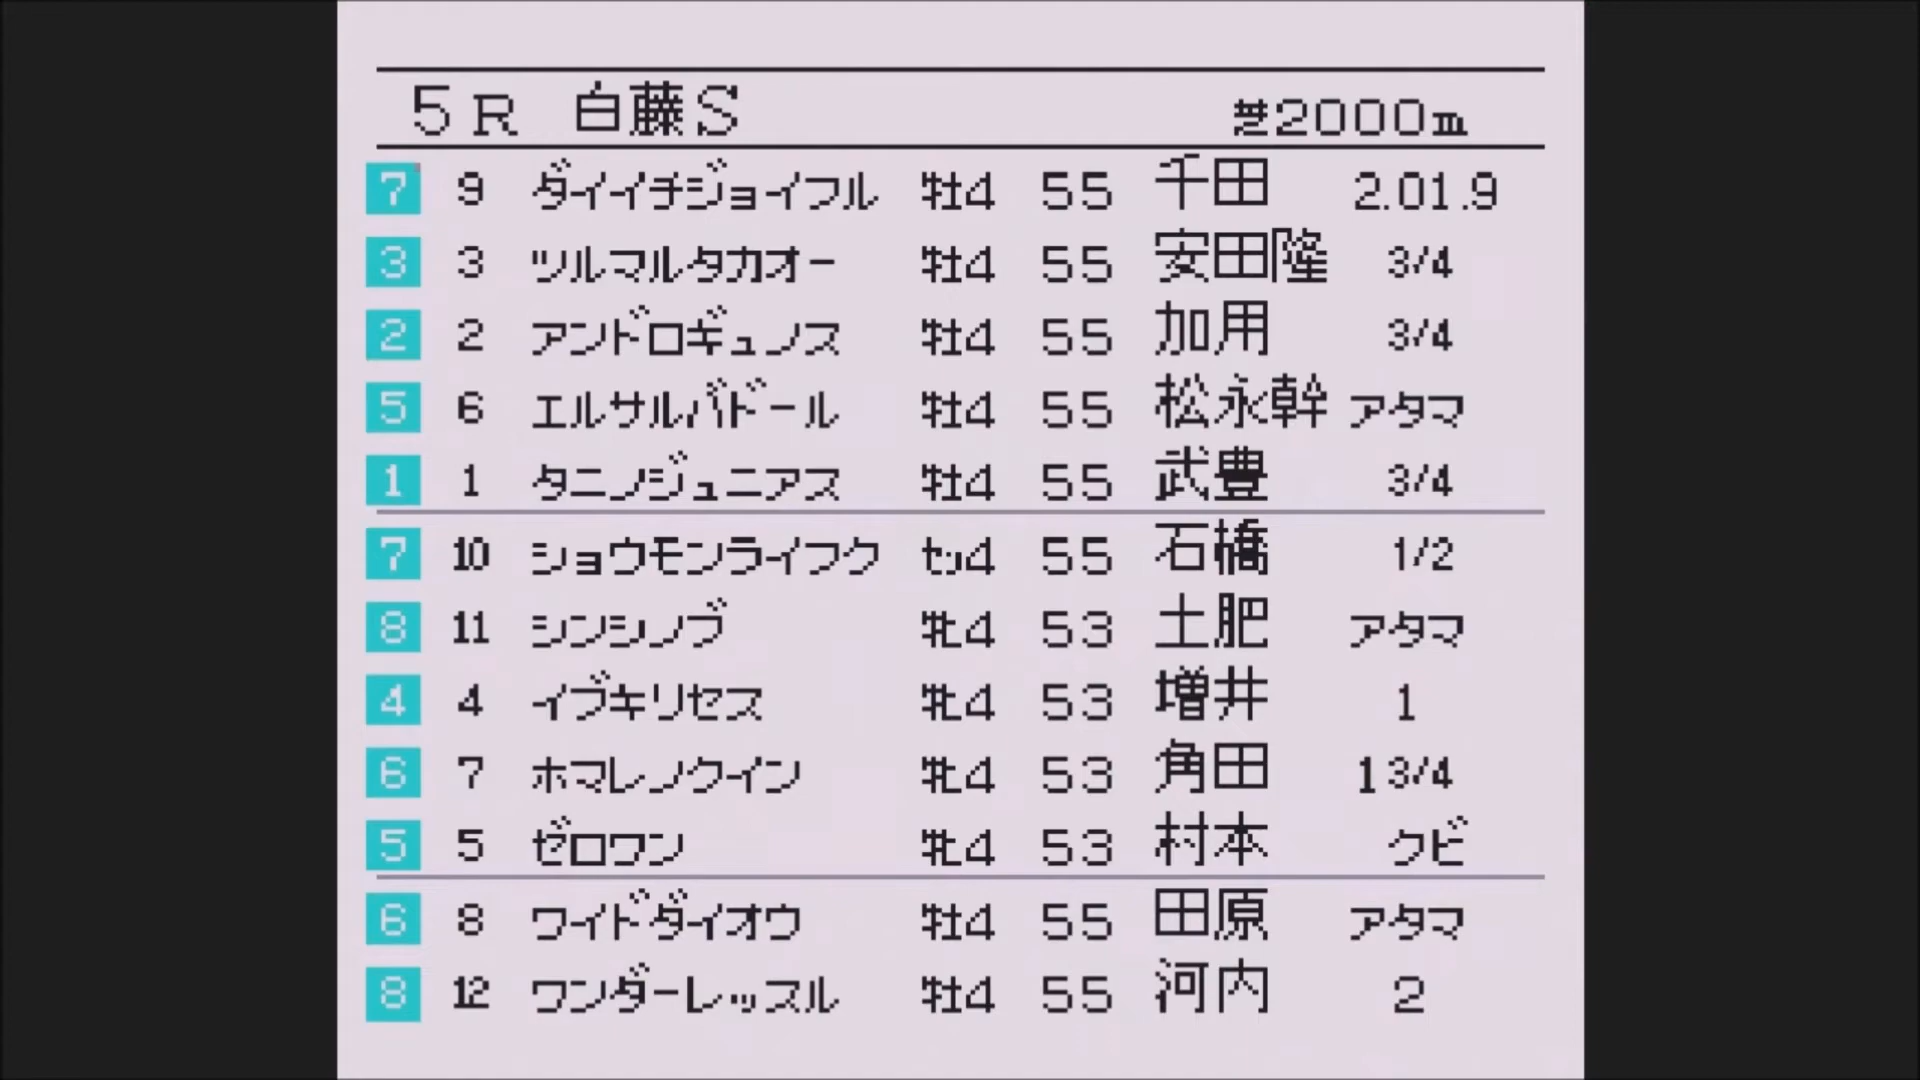 5R 白藤S 芝2000m
7 9 ダイイチジョイフル 牡4 55 千田 2.01.9
3 3 ツルマルタカオー 牡4 55 安田隆 3/4
2 2 アンドロギュノス 牡4 55 加用 3/4
5 6 エルサルバドール 牡4 55 松永幹 アタマ
1 1 タニノジュニアス 牡4 55 武豊 3/4
7 10 ショウモンライフク セン4 55 石橋 1/2
8 11 シンシノブ 牝4 53 土肥 アタマ
4 4 イブキリセス 牝4 53 増井 1
6 7 ホマレノクイン 牝4 53 角田 1 3/4
5 5 ゼロワン 牝4 53 村本 クビ
6 8 ワイドダイオウ 牡4 55 田原 アタマ
8 12 ワンダーレッスル 牡4 55 河内 2